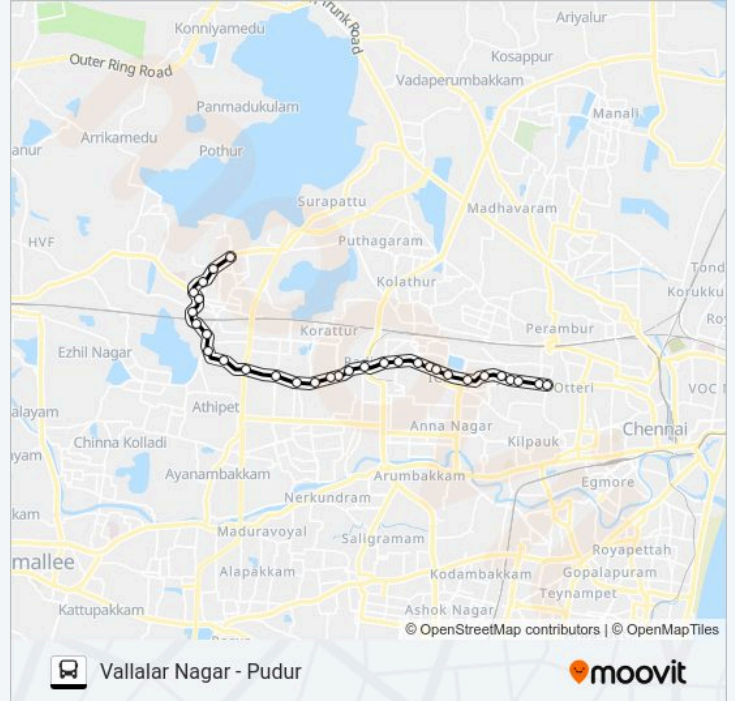 Ariyalur
Trunk Road
Konniyamedu
Kosappur
Outer Ring Road
Vadaperumbakkam
Panmadukulam
Manali
Arrikamedu
anur
Pothur
Surapattu
Madhavaram
HVF
Puthagaram
Kolathur
Tond
Korukku
Korattur
Perambur
Roy
Ezhil Nagar
Otteri
VOC
alayam
Athipet
Chinna Kolladi
Anna Nagar
Chennai
Kilpauk
yam
Ayanambakkam
Arumbakkam
Egmore
Nerkundram
kam
Maduravoyal
Saligramam
Royapettah
mallee
Alapakkam
Kodambakkam
Gopalapuram
Teynampet
Kattupakkam
Ashok Nagar
© OpenStreetMap contributors | © OpenMapTiles
Vallalar Nagar - Pudur
moovit